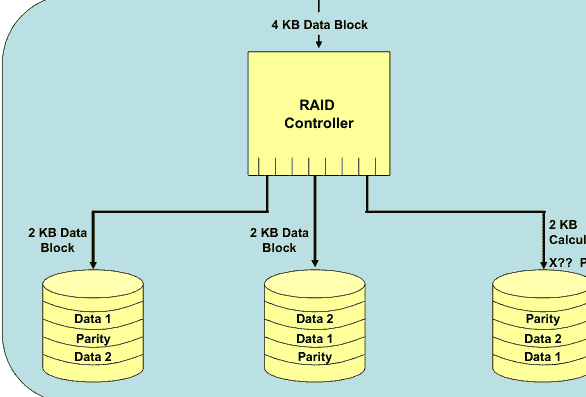 4 KB Data Block
RAID
Controller
2 KB Data
Block
2 KB Data
Block
2 KB
X??
Data 1
Parity
Data 2
Data 2
Data 1
Parity
Parity
Data 2
Data 1